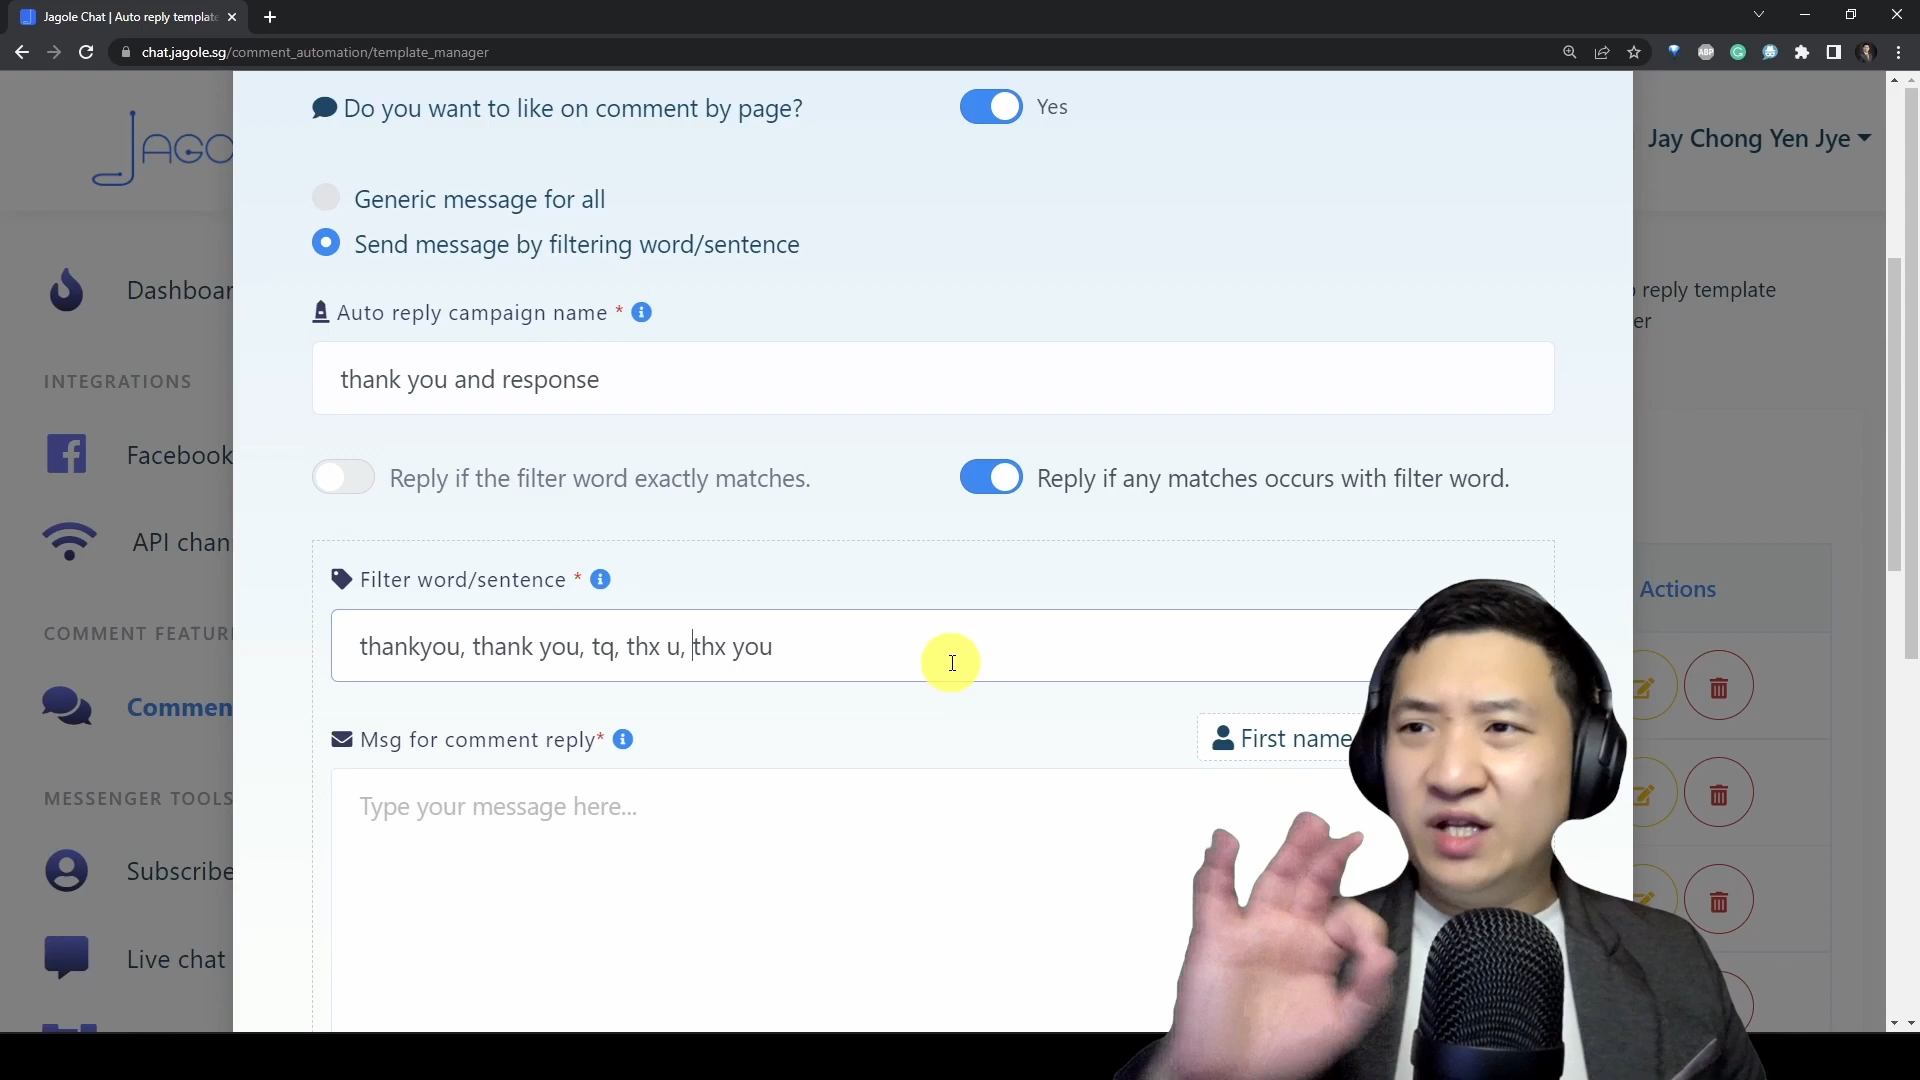 Jagole Chat | Auto reply template
chat.jagole.sg/comment_automation/template_manager
ABP
Do you want to like on comment by page?
Yes
JAGO
Jay Chong Yen Jye
Generic message for all
Send message by filtering word/sentence
Dashboar
reply template
er
Auto reply campaign name *
INTEGRATIONS
thank you and response
Facebook
Reply if the filter word exactly matches.
Reply if any matches occurs with filter word.
API chan
Filter word/sentence *
Actions
COMMENT FEATUR
thankyou, thank you, tq, thx u, thx you
Commen
Msg for comment reply*
First name
MESSENGER TOOLS
Type your message here...
Subscribe
Live chat